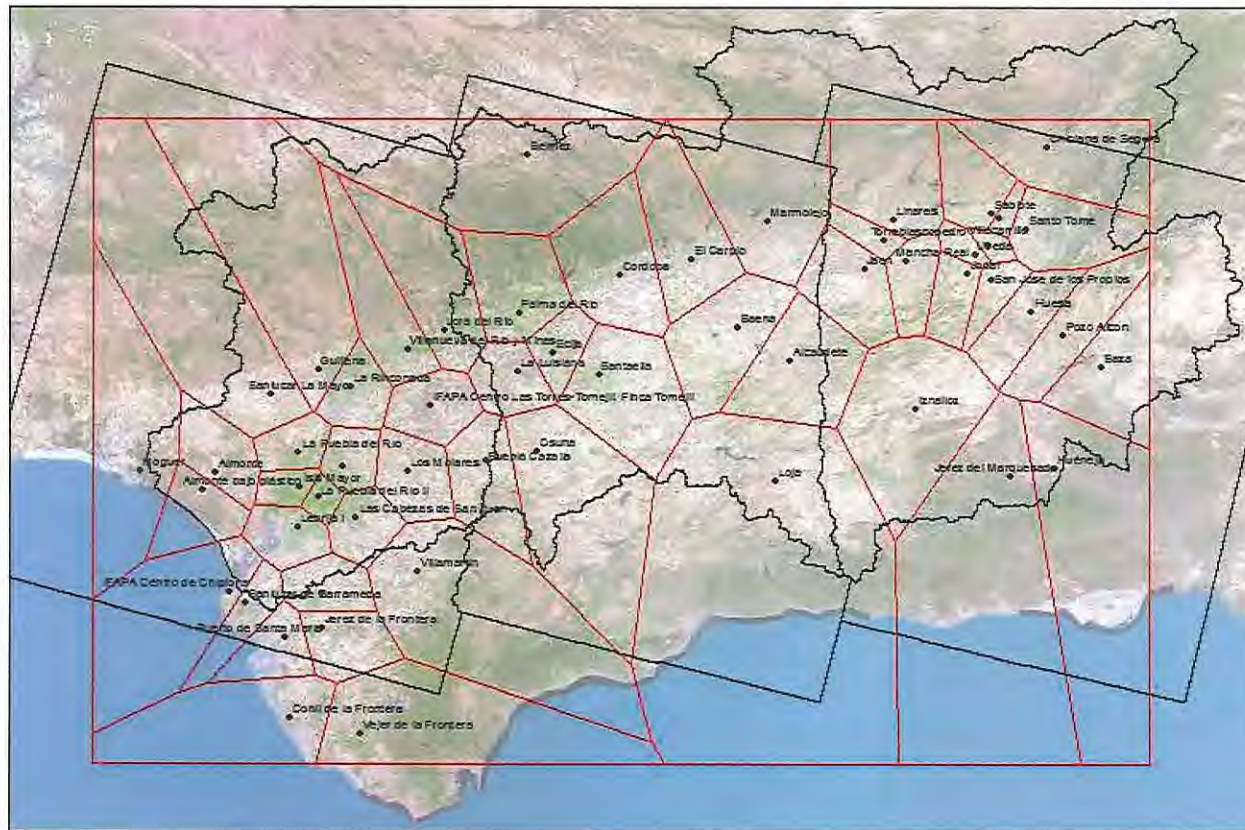 Belmez
Marmolejo
Linares
Sabiote
Santo Tome
Torreblascopedro
Ubeda
El Carpio
Cordoba
Jaen
Mancha Real
Jodar
San Jose de los Propios
Palma del Rio
Huesa
Lora del Rio
Baena
Pozo Alcon
Villanueva del Rio y Minas
Ecija
Alcaudete
Baza
Guillena
La Luisiana
Santaella
La Rinconada
Sanlucar La Mayor
IFAPA Centro Las Torres-Tomejil. Finca Tomejil
Iznalloz
La Puebla del Rio
Osuna
Puebla Cazalla
Moguer
Almonte
Los Molares
Jerez del Marquesado
Hueneja
Loja
Isla Mayor
Almonte bajo plastico
La Puebla del Rio II
Las Cabezas de San Juan
Lebrija I
Villamartin
IFAPA Centro de Chipiona
Sanlucar de Barrameda
Puerto de Santa Maria
Jerez de la Frontera
Conil de la Frontera
Vejer de la Frontera